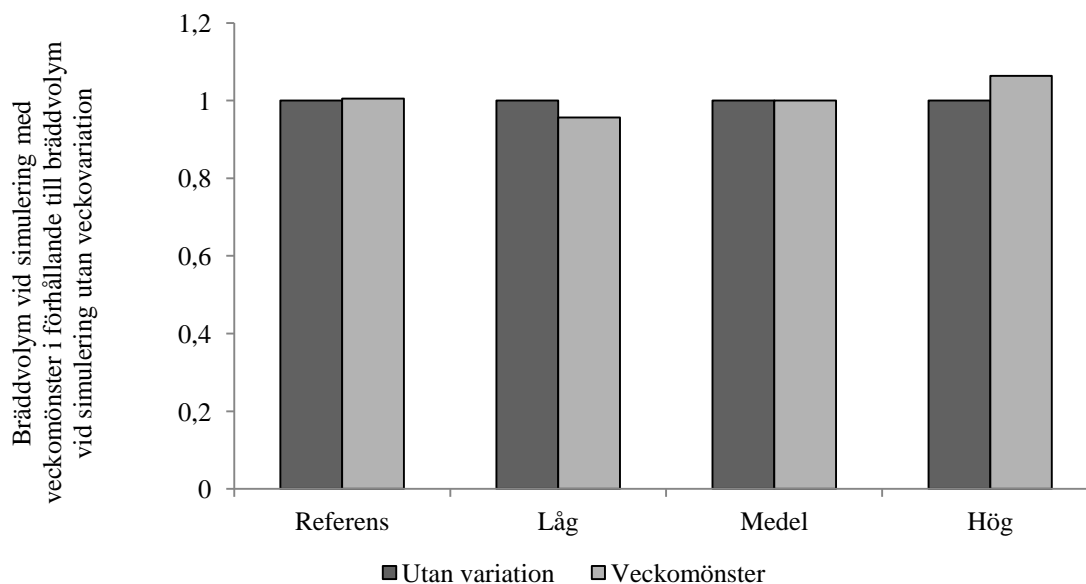 Bräddvolym vid simulering med
veckomönster i förhållande till bräddvolym
vid simulering utan veckovariation
1,2
1
0,8
0,6
0,4
0,2
0
Referens Låg Medel Hög
Utan variation Veckomönster